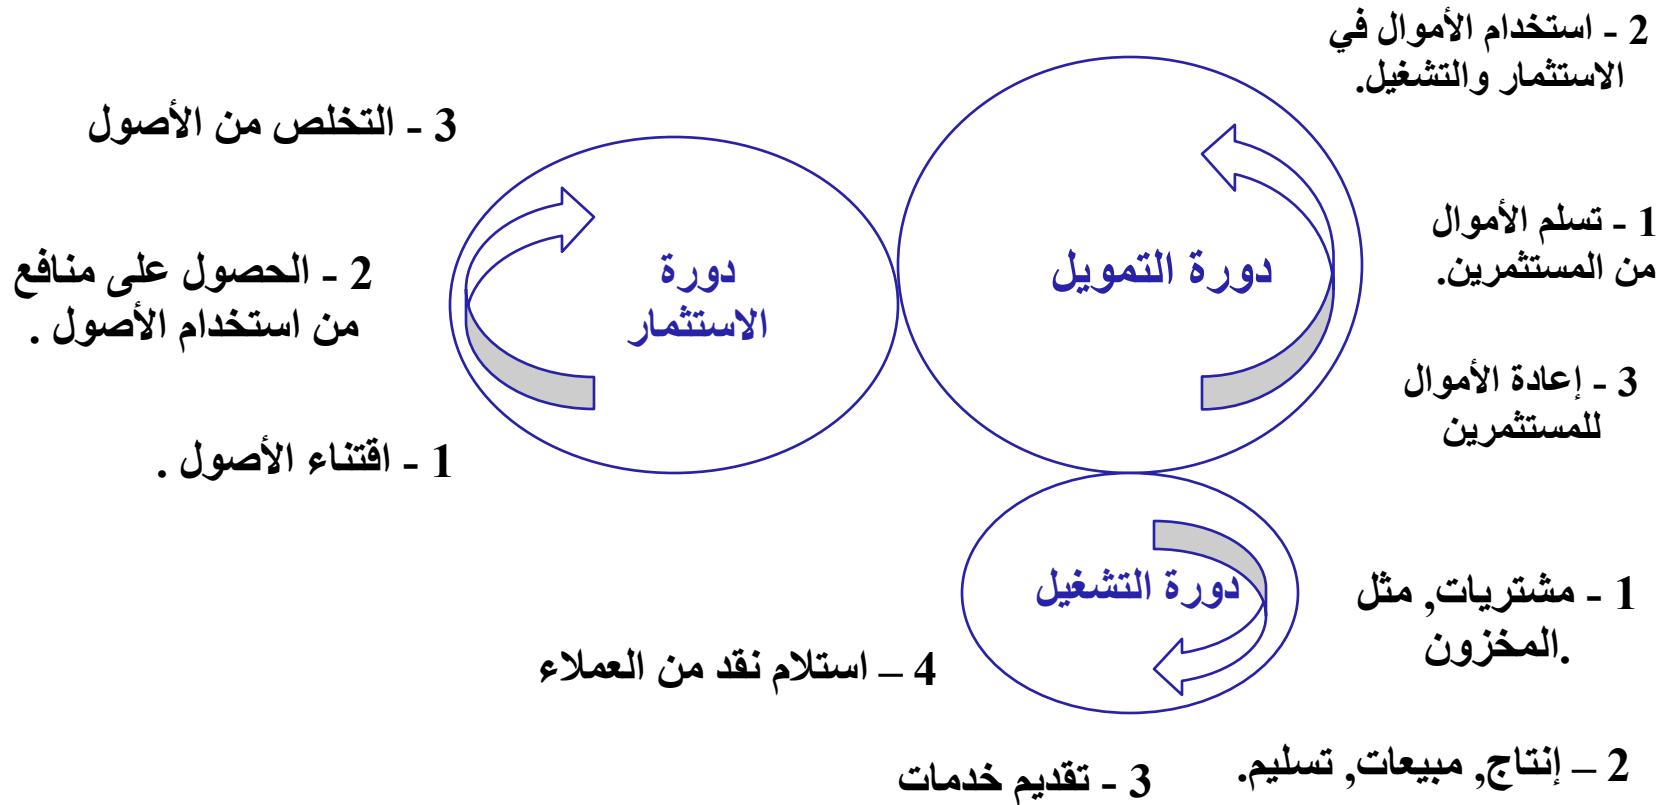 2 - استخدام الأموال في
الاستثمار والتشغيل.
1 - تسلم الأموال
من المستثمرين.
3 - إعادة الأموال
للمستثمرين
دورة التمويل
3 - التخلص من الأصول
2 - الحصول على منافع
من استخدام الأصول .
1 - اقتناء الأصول .
دورة
الاستثمار
دورة التشغيل
1 - مشتريات, مثل
المخزون.
2 – إنتاج, مبيعات, تسليم.
3 - تقديم خدمات
4 – استلام نقد من العملاء